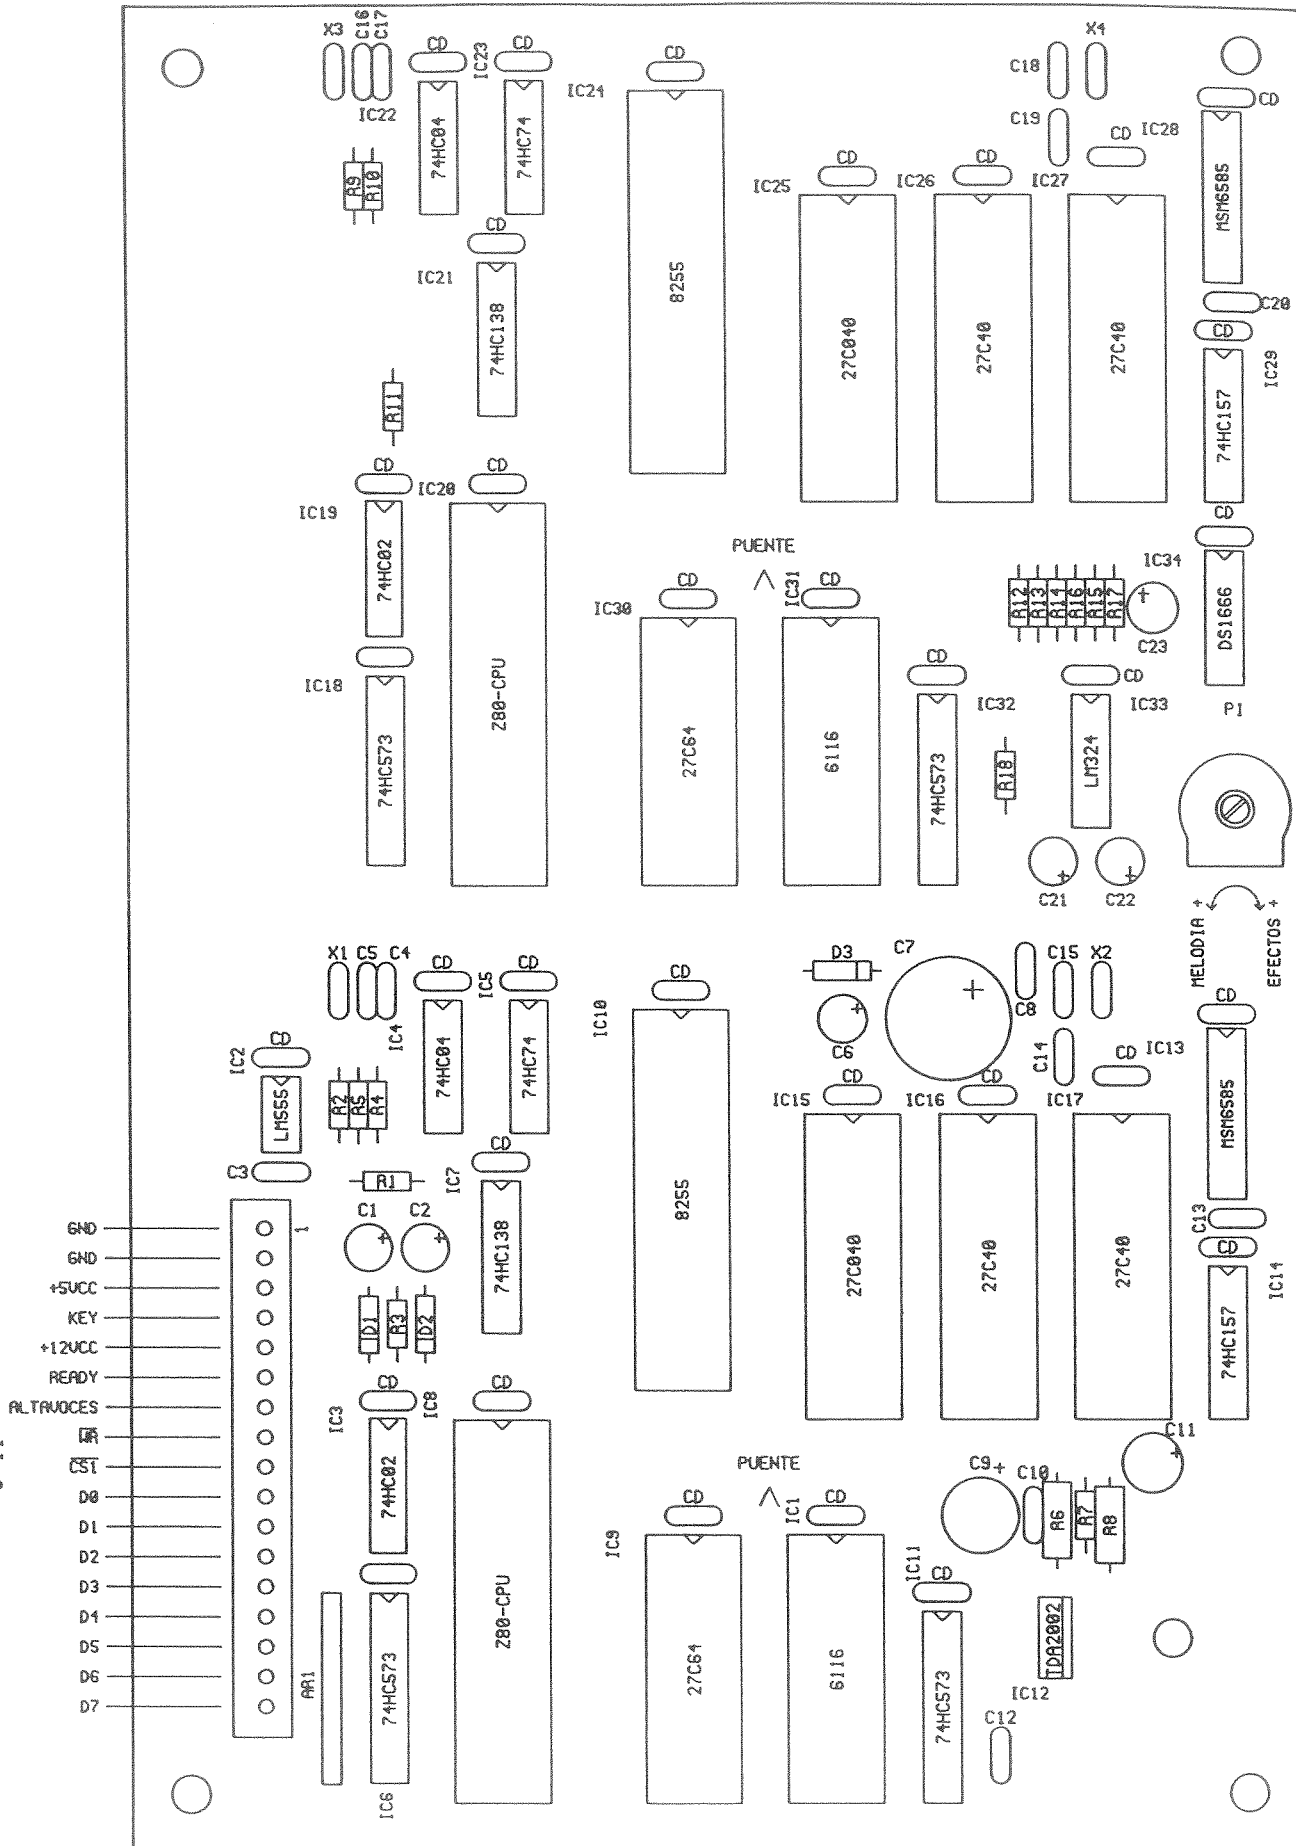 X3
C16
C17
CD
IC23
CD
IC22
74HC04
74HC74
IC24
CD
8255
C18
X4
C19
CD
IC28
CD
MSM6585
R9
R10
IC25
CD
IC26
CD
IC27
27C040
27C40
27C40
CD
IC21
74HC138
C20
CD
IC29
74HC157
R11
CD
IC20
CD
IC19
74HC02
IC18
74HC573
Z80-CPU
PUENTE
IC30
CD
27C64
IC31
CD
6116
CD
IC32
74HC573
R12
R13
R14
R16
R15
R17
+
C23
IC34
CD
DS1666
CD
IC33
LM324
R18
+
C21
+
C22
PI
MELODIA +
EFECTOS +
X1
C5
C4
CD
IC5
CD
IC4
74HC04
74HC74
IC2
CD
LM555
C3
R2
R5
R4
R1
IC7
CD
74HC138
C1
+
C2
+
D1
R3
D2
IC10
CD
8255
D3
C6
+
C7
+
C8
C15
X2
C14
CD
IC13
CD
MSM6585
IC15
CD
IC16
CD
IC17
27C040
27C40
27C40
C13
CD
IC14
74HC157
1
GND
GND
+5VCC
KEY
+12VCC
READY
ALTAVOCES
WR
CS1
D0
D1
D2
D3
D4
D5
D6
D7
AR1
IC3
CD
IC8
CD
74HC02
74HC573
IC6
Z80-CPU
PUENTE
IC9
CD
27C64
IC1
CD
6116
IC11
CD
74HC573
C9+
C10
R6
R7
R8
C11
+
TDA2002
IC12
C12